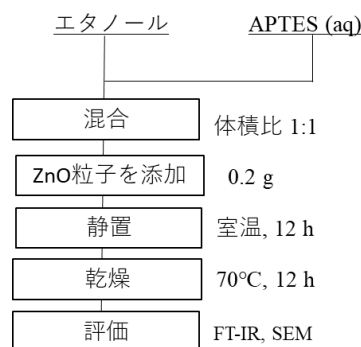 エタノール APTES (aq)
混合 体積比 1:1
ZnO粒子を添加 0.2 g
静置 室温, 12 h
乾燥 70℃, 12 h
評価 FT-IR, SEM